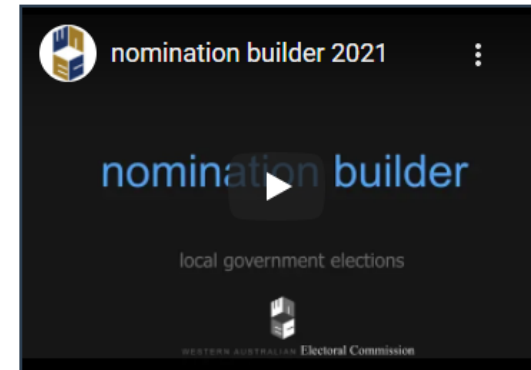 nomination builder 2021
nomination builder
local government elections
WESTERN AUSTRALIAN Electoral Commission